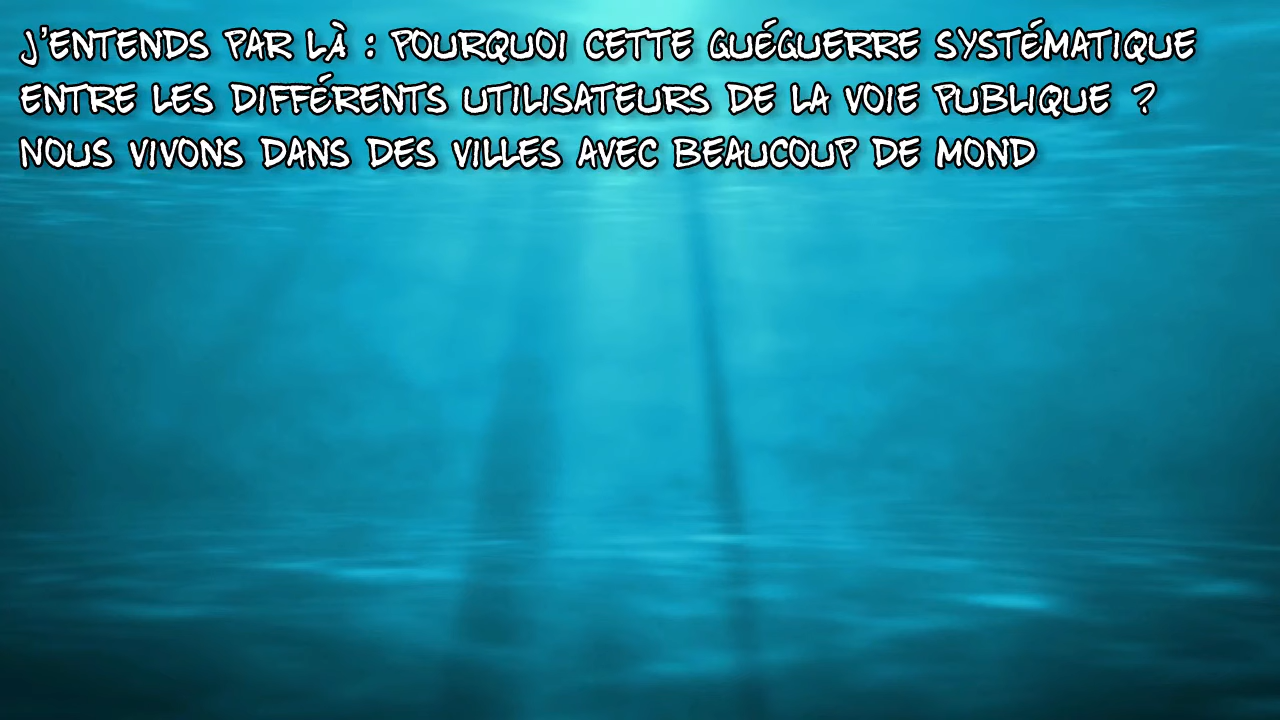 J'ENTENDS PAR LÀ : POURQUOI CETTE GUÉGUERRE SYSTÉMATIQUE
ENTRE LES DIFFÉRENTS UTILISATEURS DE LA VOIE PUBLIQUE ?
NOUS VIVONS DANS DES VILLES AVEC BEAUCOUP DE MOND